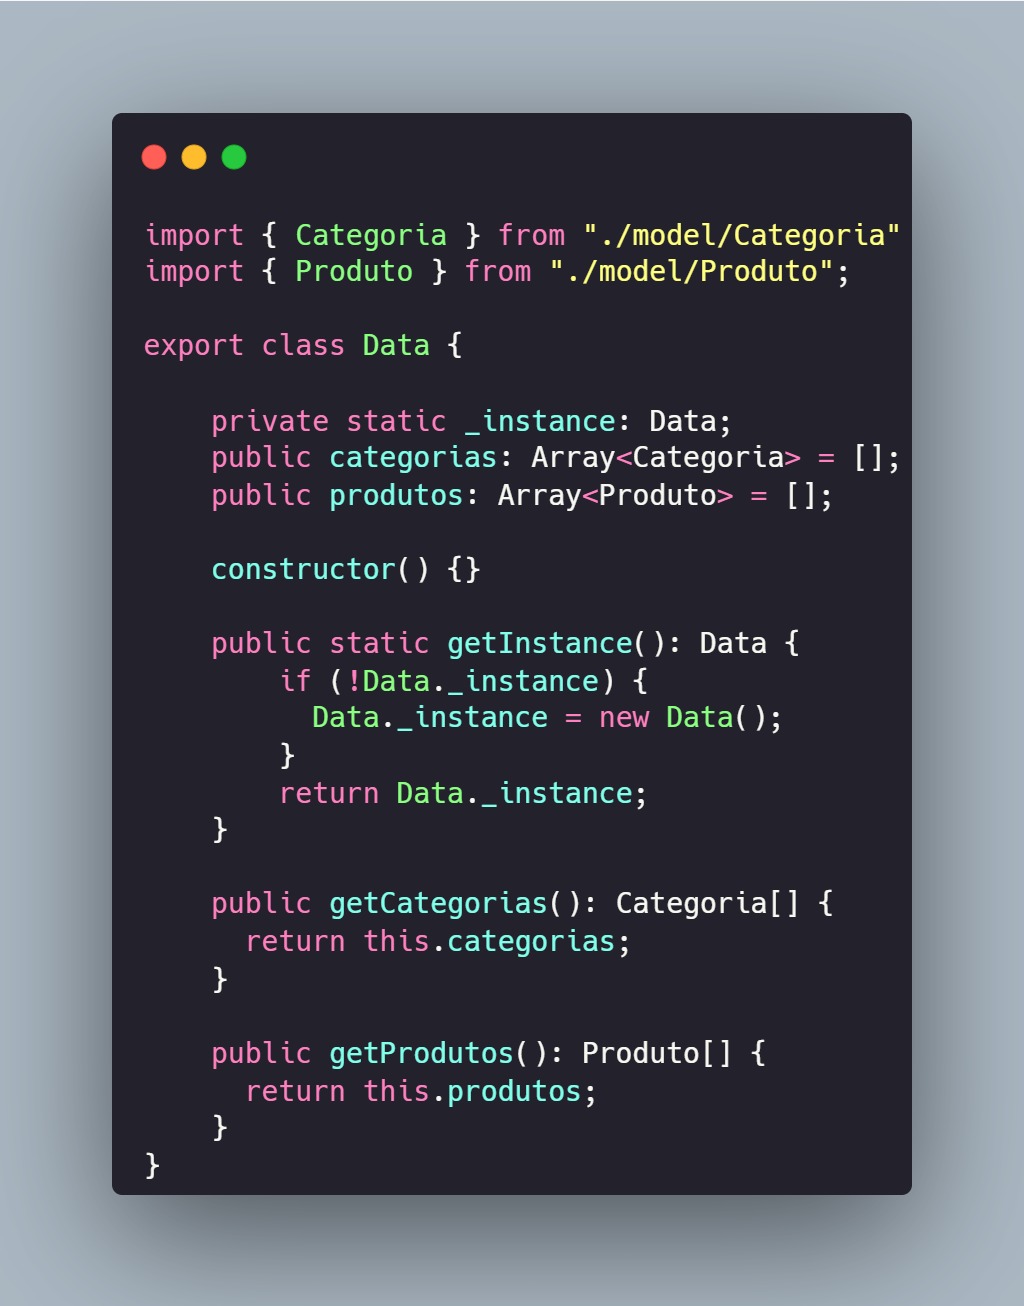 import { Categoria } from "./model/Categoria"
import { Produto } from "./model/Produto";
export class Data {
private static _instance: Data;
public categorias: Array<Categoria> = [];
public produtos: Array<Produto> = [];
constructor() {}
public static getInstance(): Data {
if (!Data._instance) {
Data._instance = new Data();
}
return Data._instance;
}
public getCategorias(): Categoria[] {
return this.categorias;
}
public getProdutos(): Produto[] {
return this.produtos;
}
}